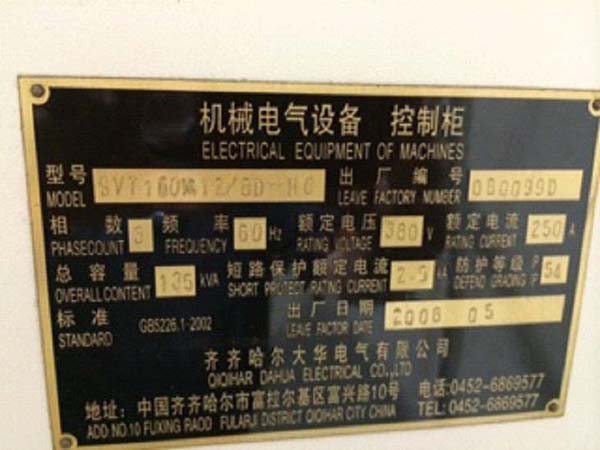 机械电气设备 控制柜
ELECTRICAL EQUIPMENT OF MACHINES
型号 出厂编号
MODEL LEAVE FACTORY NUMBER 080099D
相数 3 频率 60 Hz 额定电压 380 V 额定电流 250 A
PHASECOUNT FREQUENCY RATING VOLTAGE RATING CURRENT
总容量 135 kVA 短路保护额定电流 2.5 kA 防护等级 P 54
OVERALL CONTENT SHORT PROTECT RATING CURRENT DEFEND GRADING
标准 GB5226.1-2002 出厂日期 2008 05
STANDARD LEAVE FACTOR DATE
齐齐哈尔大华电气有限公司
QIQIHAR DAHUA ELECTRICAL CO.,LTD
地址: 中国齐齐哈尔市富拉尔基区富兴路10号 电话:0452-6869577
ADD:NO.10 FUXING RAOD FULARJI DISTRICT QIQIHAR CITY CHINA TEL:0452-6869577